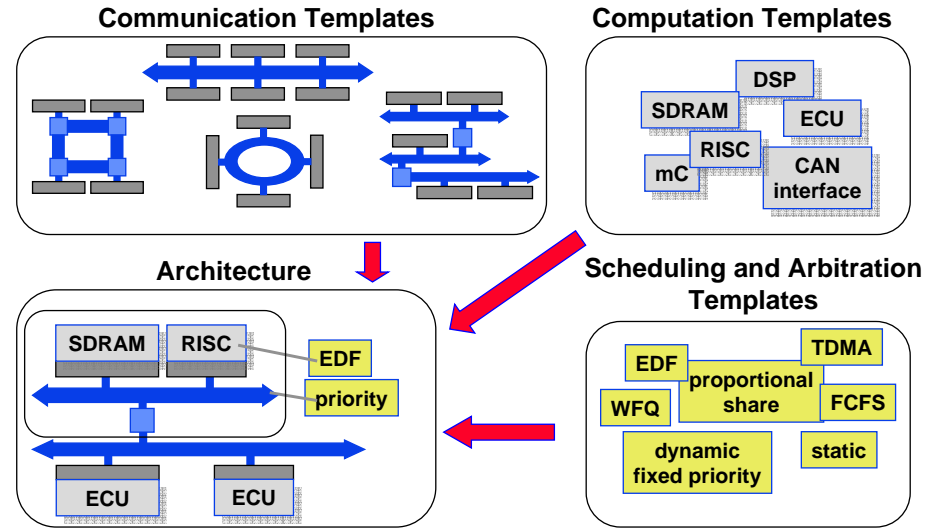 Communication Templates
Computation Templates
DSP
SDRAM
ECU
RISC
mC
CAN
interface
Architecture
Scheduling and Arbitration
Templates
SDRAM
RISC
EDF
priority
ECU
ECU
TDMA
EDF
proportional
share
WFQ
FCFS
dynamic
fixed priority
static